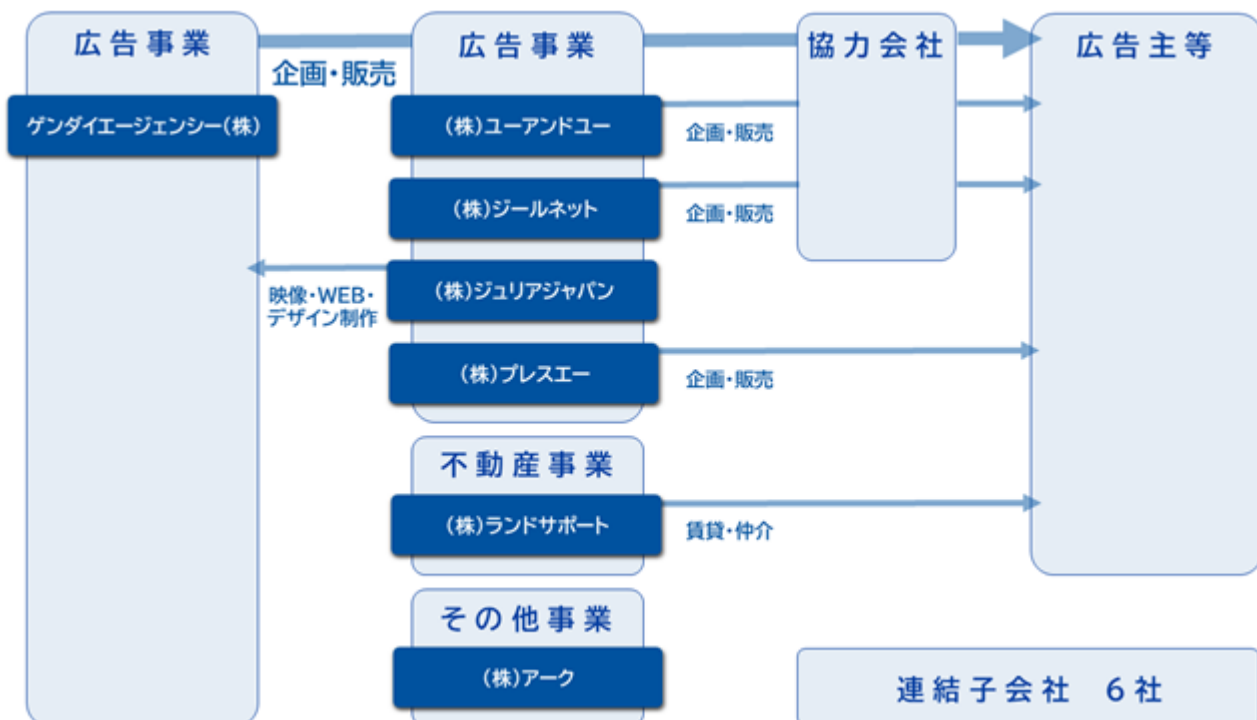 広告事業
企画・販売
ゲンダイエージェンシー(株)
広告事業
(株)ユーアンドユー
企画・販売
(株)ジールネット
企画・販売
(株)ジュリアジャパン
映像・WEB・
デザイン制作
(株)プレスエー
企画・販売
不動産事業
(株)ランドサポート
賃貸・仲介
その他事業
(株)アーク
協力会社
広告主等
連結子会社 6社